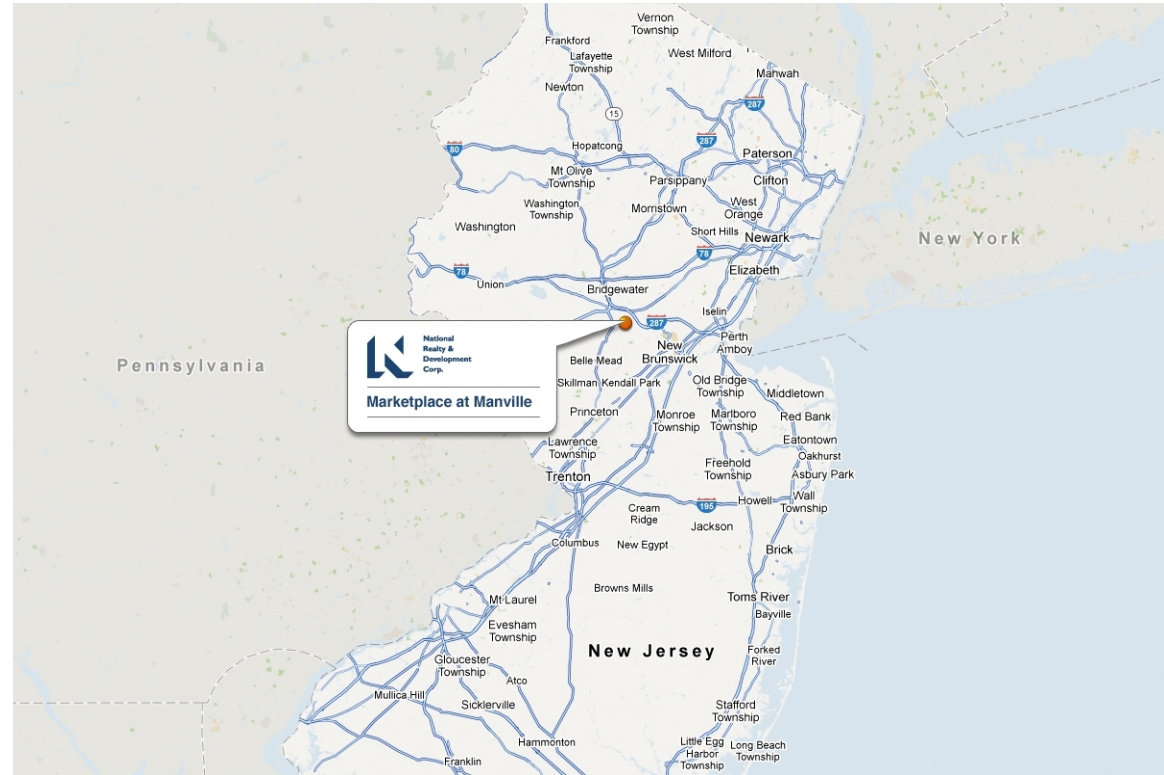 Vernon
Township
Frankford
West Milford
Lafayette
Township
Mahwah
Newton
287
15
287
80
Hopatcong
Paterson
Mt Olive
Township
Parsippany
Clifton
Washington
Township
Morristown
West
Orange
Washington
Short Hills
Newark
New York
78
78
Elizabeth
Union
Bridgewater
Iselin
287
National
Realty &
Development
Corp.
Marketplace at Manville
Perth
Amboy
New
Brunswick
Belle Mead
Pennsylvania
Skillman
Kendall Park
Old Bridge
Township
Middletown
Princeton
Monroe
Township
Marlboro
Township
Red Bank
Eatontown
Lawrence
Township
Oakhurst
Freehold
Township
Asbury Park
Trenton
195
Howell
Wall
Township
Cream
Ridge
Jackson
Columbus
New Egypt
Brick
Browns Mills
Toms River
Mt Laurel
Bayville
Evesham
Township
New Jersey
Forked
River
Gloucester
Township
Atco
Mullica Hill
Sicklerville
Stafford
Township
Hammonton
Little Egg
Harbor
Township
Long Beach
Township
Franklin